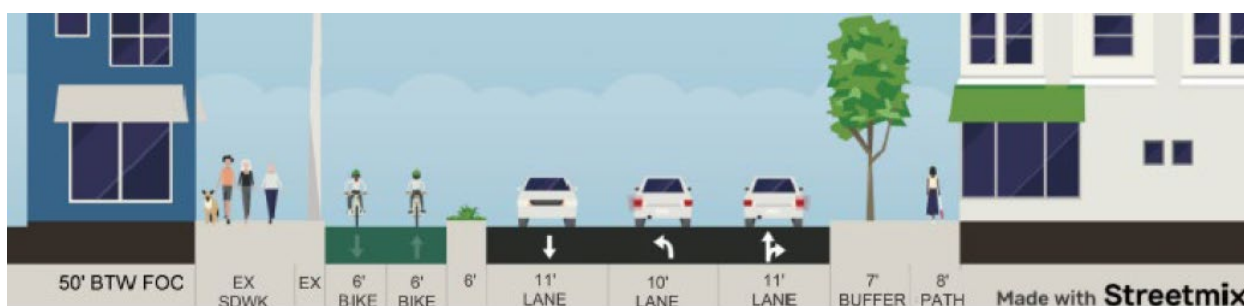 50' BTW FOC
EX
SDWK
EX
6'
BIKE
6'
BIKE
6'
11'
LANE
10'
LANE
11'
LANE
7'
BUFFER
8'
PATH
Made with Streetmix